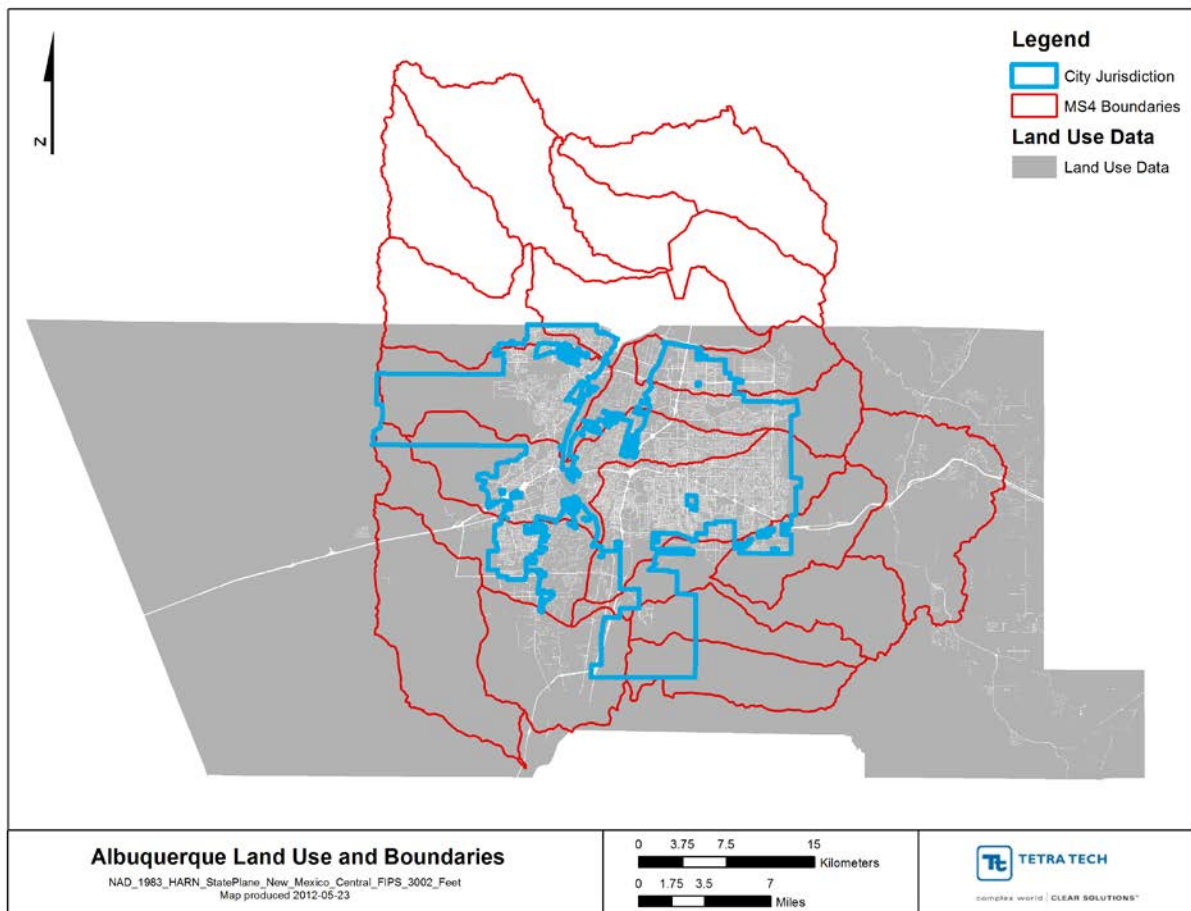 Legend
City Jurisdiction
MS4 Boundaries
Land Use Data
Land Use Data
N
Albuquerque Land Use and Boundaries
NAD_1983_HARN_StatePlane_New_Mexico_Central_FIPS_3002_Feet
Map produced 2012-05-23
0 3.75 7.5 15
Kilometers
0 1.75 3.5 7
Miles
Tt TETRA TECH
complex world | CLEAR SOLUTIONS™